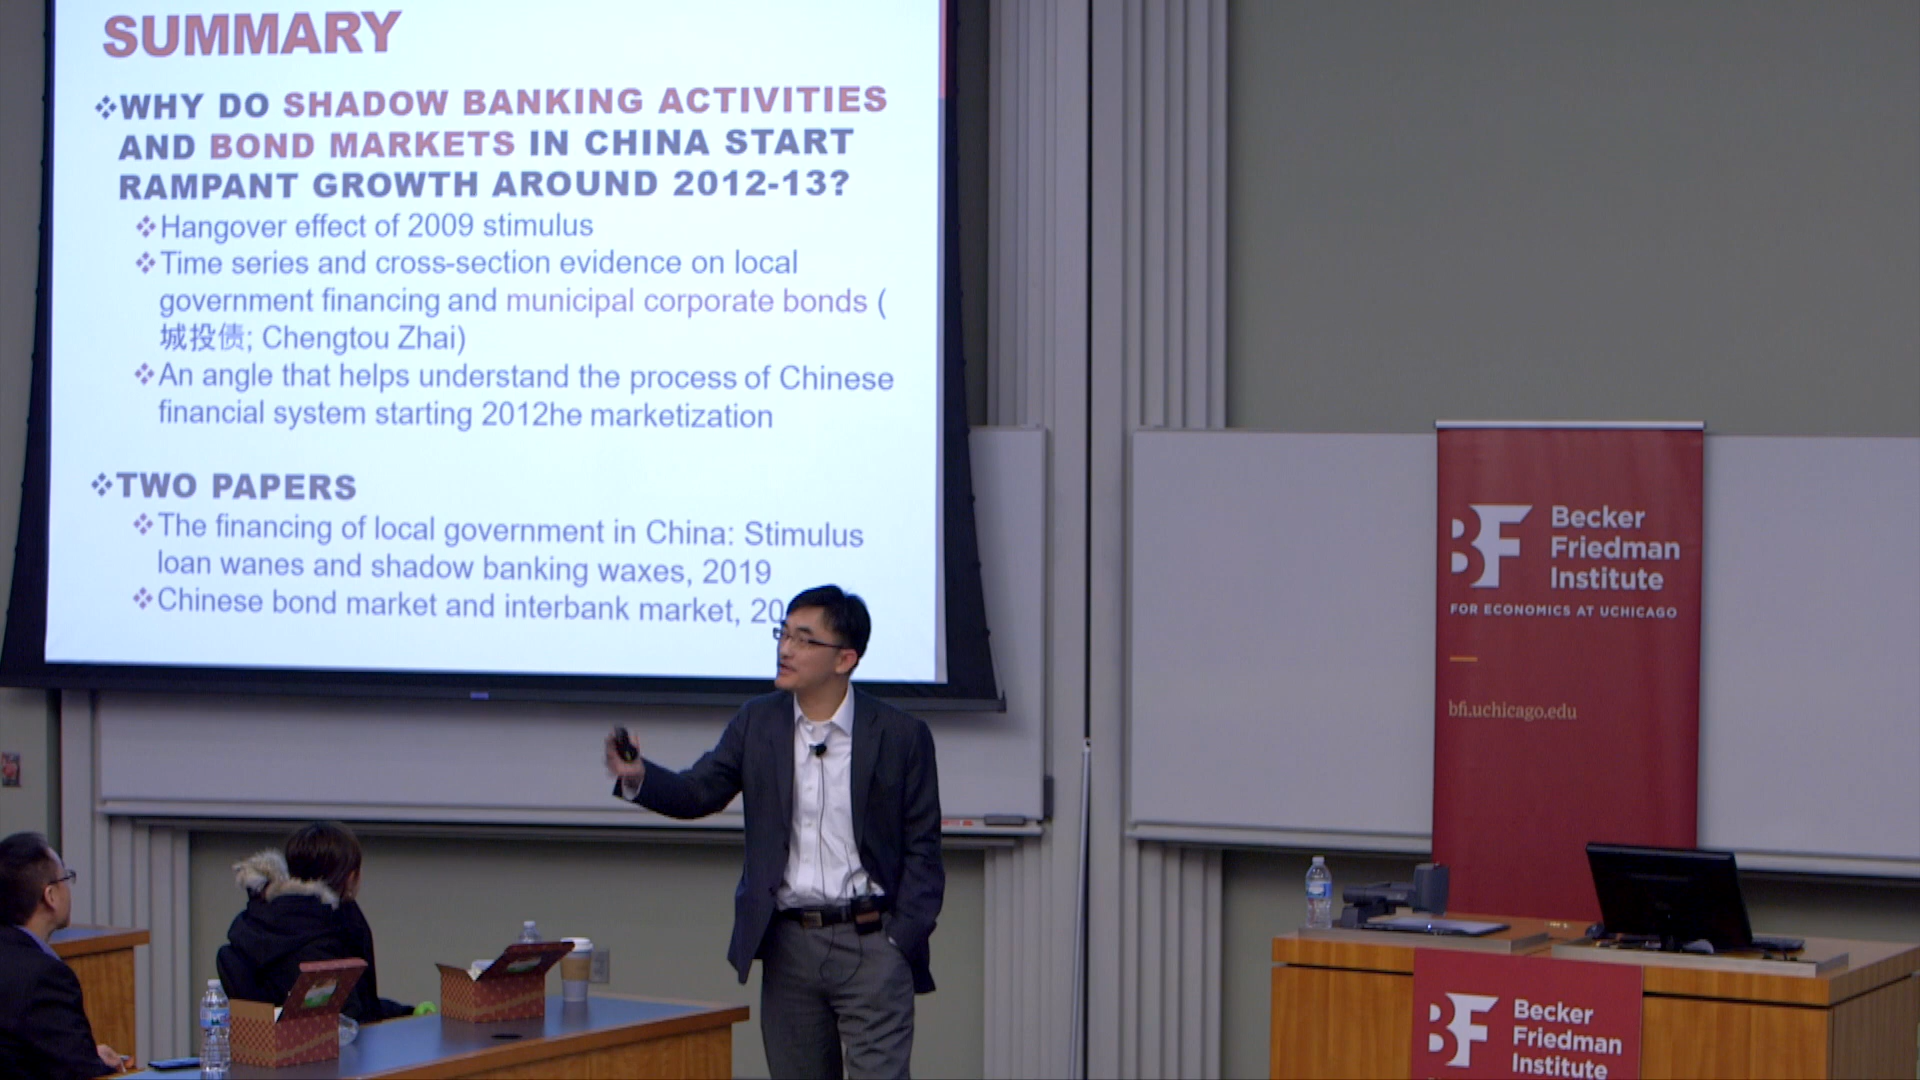 SUMMARY
❖WHY DO SHADOW BANKING ACTIVITIES
AND BOND MARKETS IN CHINA START
RAMPANT GROWTH AROUND 2012-13?
❖Hangover effect of 2009 stimulus
❖Time series and cross-section evidence on local
government financing and municipal corporate bonds (
城投债; Chengtou Zhai)
❖An angle that helps understand the process of Chinese
financial system starting 2012he marketization
❖TWO PAPERS
❖The financing of local government in China: Stimulus
loan wanes and shadow banking waxes, 2019
❖Chinese bond market and interbank market,
BF
Becker
Friedman
Institute
FOR ECONOMICS AT UCHICAGO
bfi.uchicago.edu
BF
Becker
Friedman
Institute